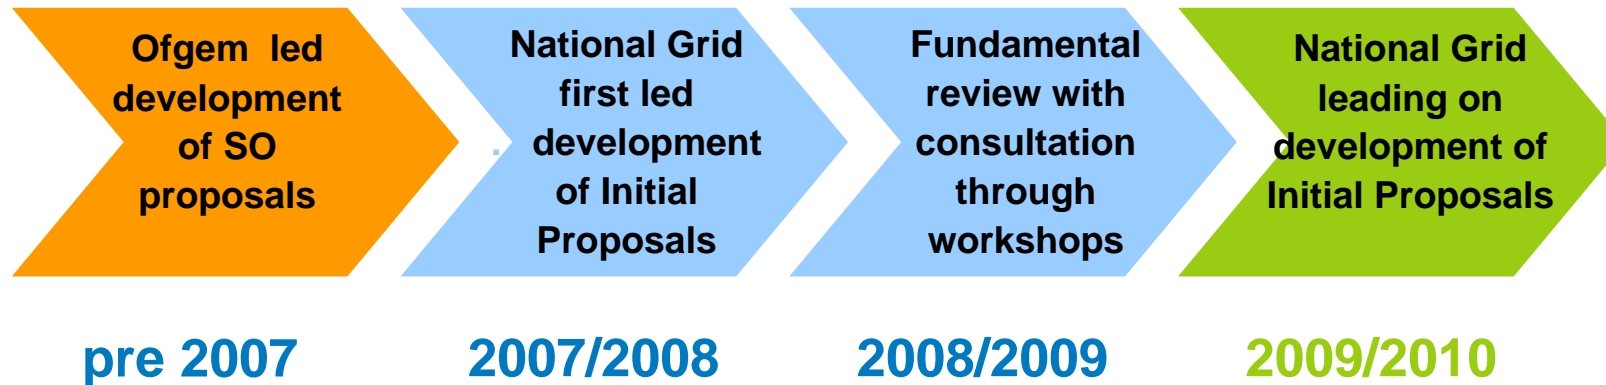 Ofgem led
development
of SO
proposals
National Grid
first led
. development
of Initial
Proposals
Fundamental
review with
consultation
through
workshops
National Grid
leading on
development of
Initial Proposals
pre 2007
2007/2008
2008/2009
2009/2010